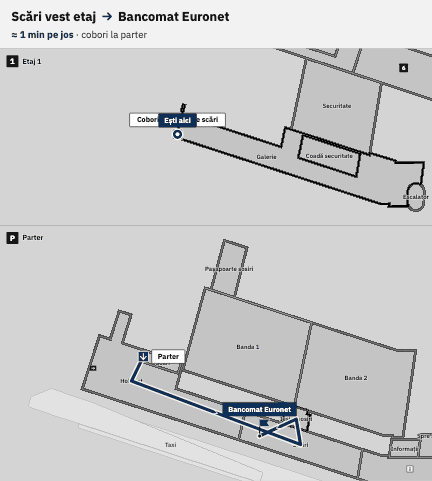 Scări vest etaj → Bancomat Euronet
≈ 1 min pe jos · cobori la parter
1 Etaj 1
6
Securitate
Ești aici
scări
Galerie
Coadă securitate
Escalator
P Parter
Pașapoarte sosiri
Banda 1
Banda 2
Parter
Bancomat Euronet
Taxi
Informații